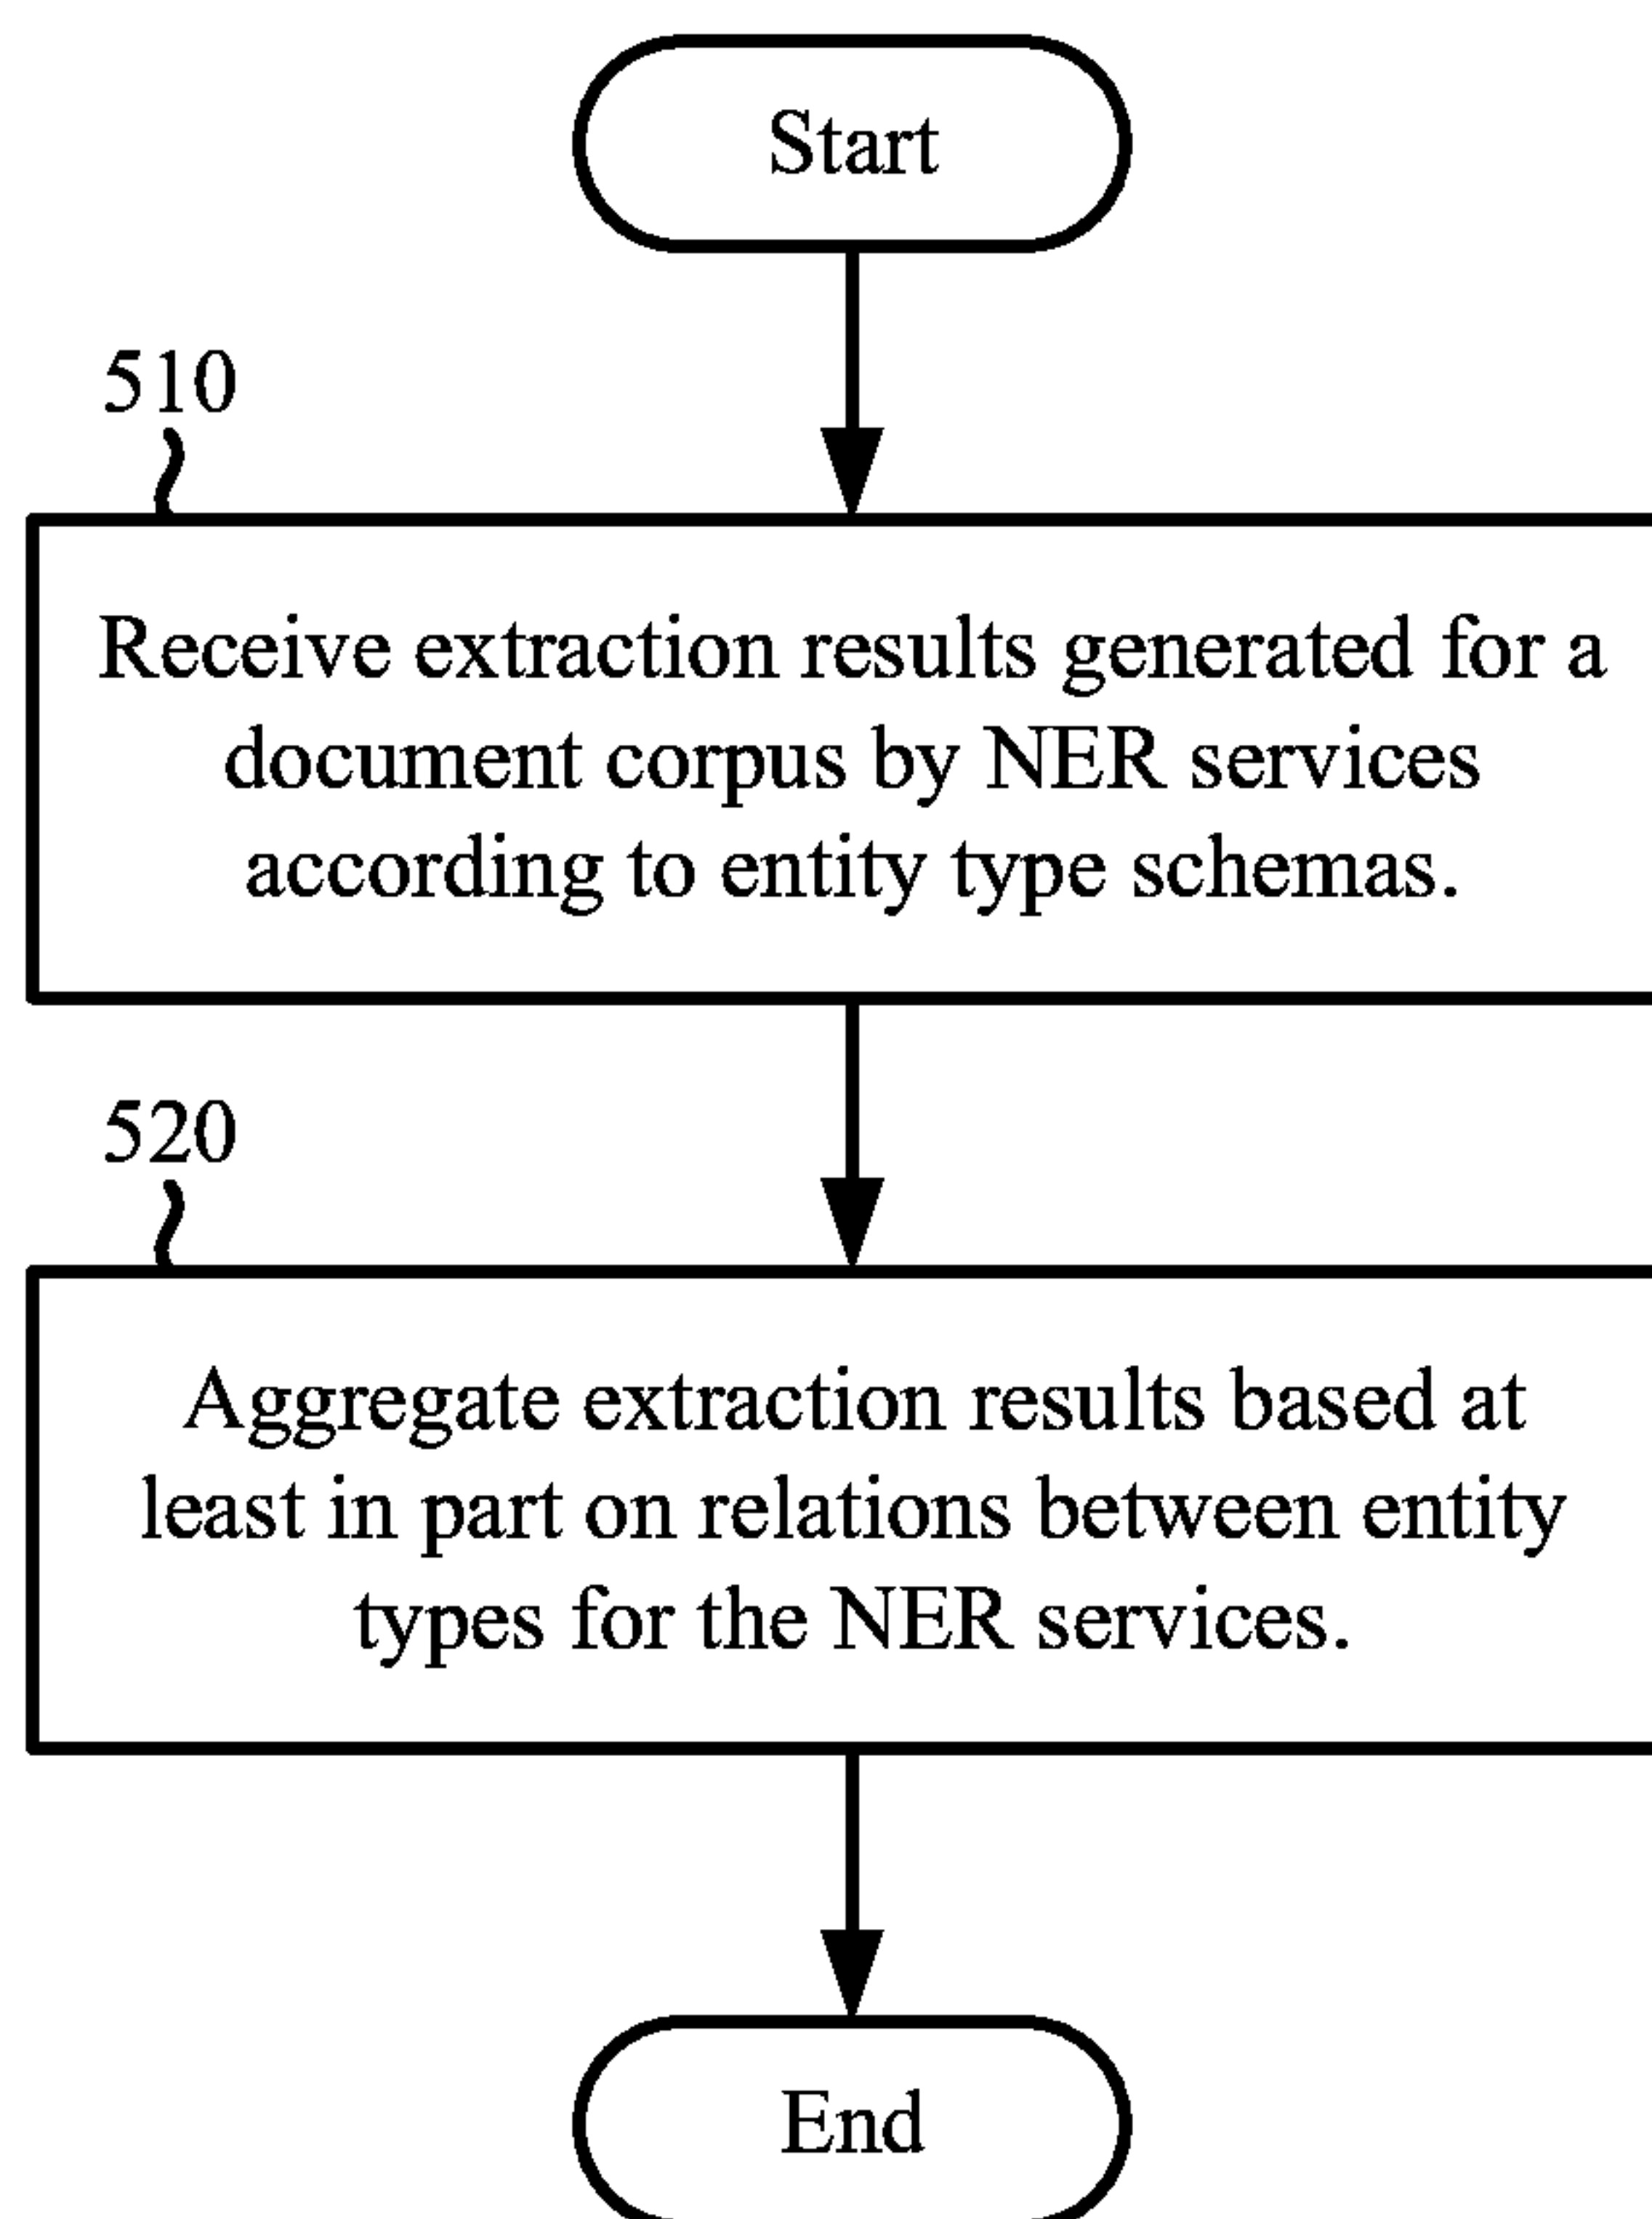 Start
510
Receive extraction results generated for a
document corpus by NER services
according to entity type schemas.
520
Aggregate extraction results based at
least in part on relations between entity
types for the NER services.
End